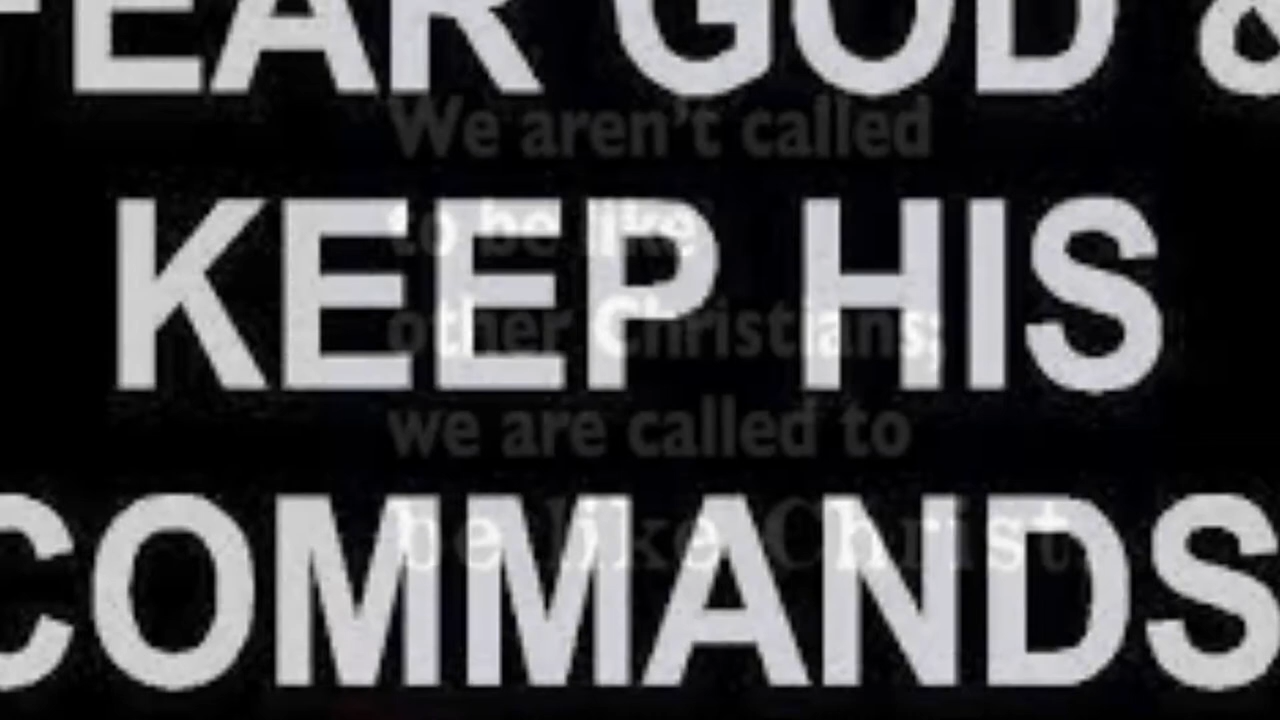 FEAR GOD &
We aren't called
KEEP HIS
to be like
other Christians;
we are called to
COMMANDS
be like Christ.